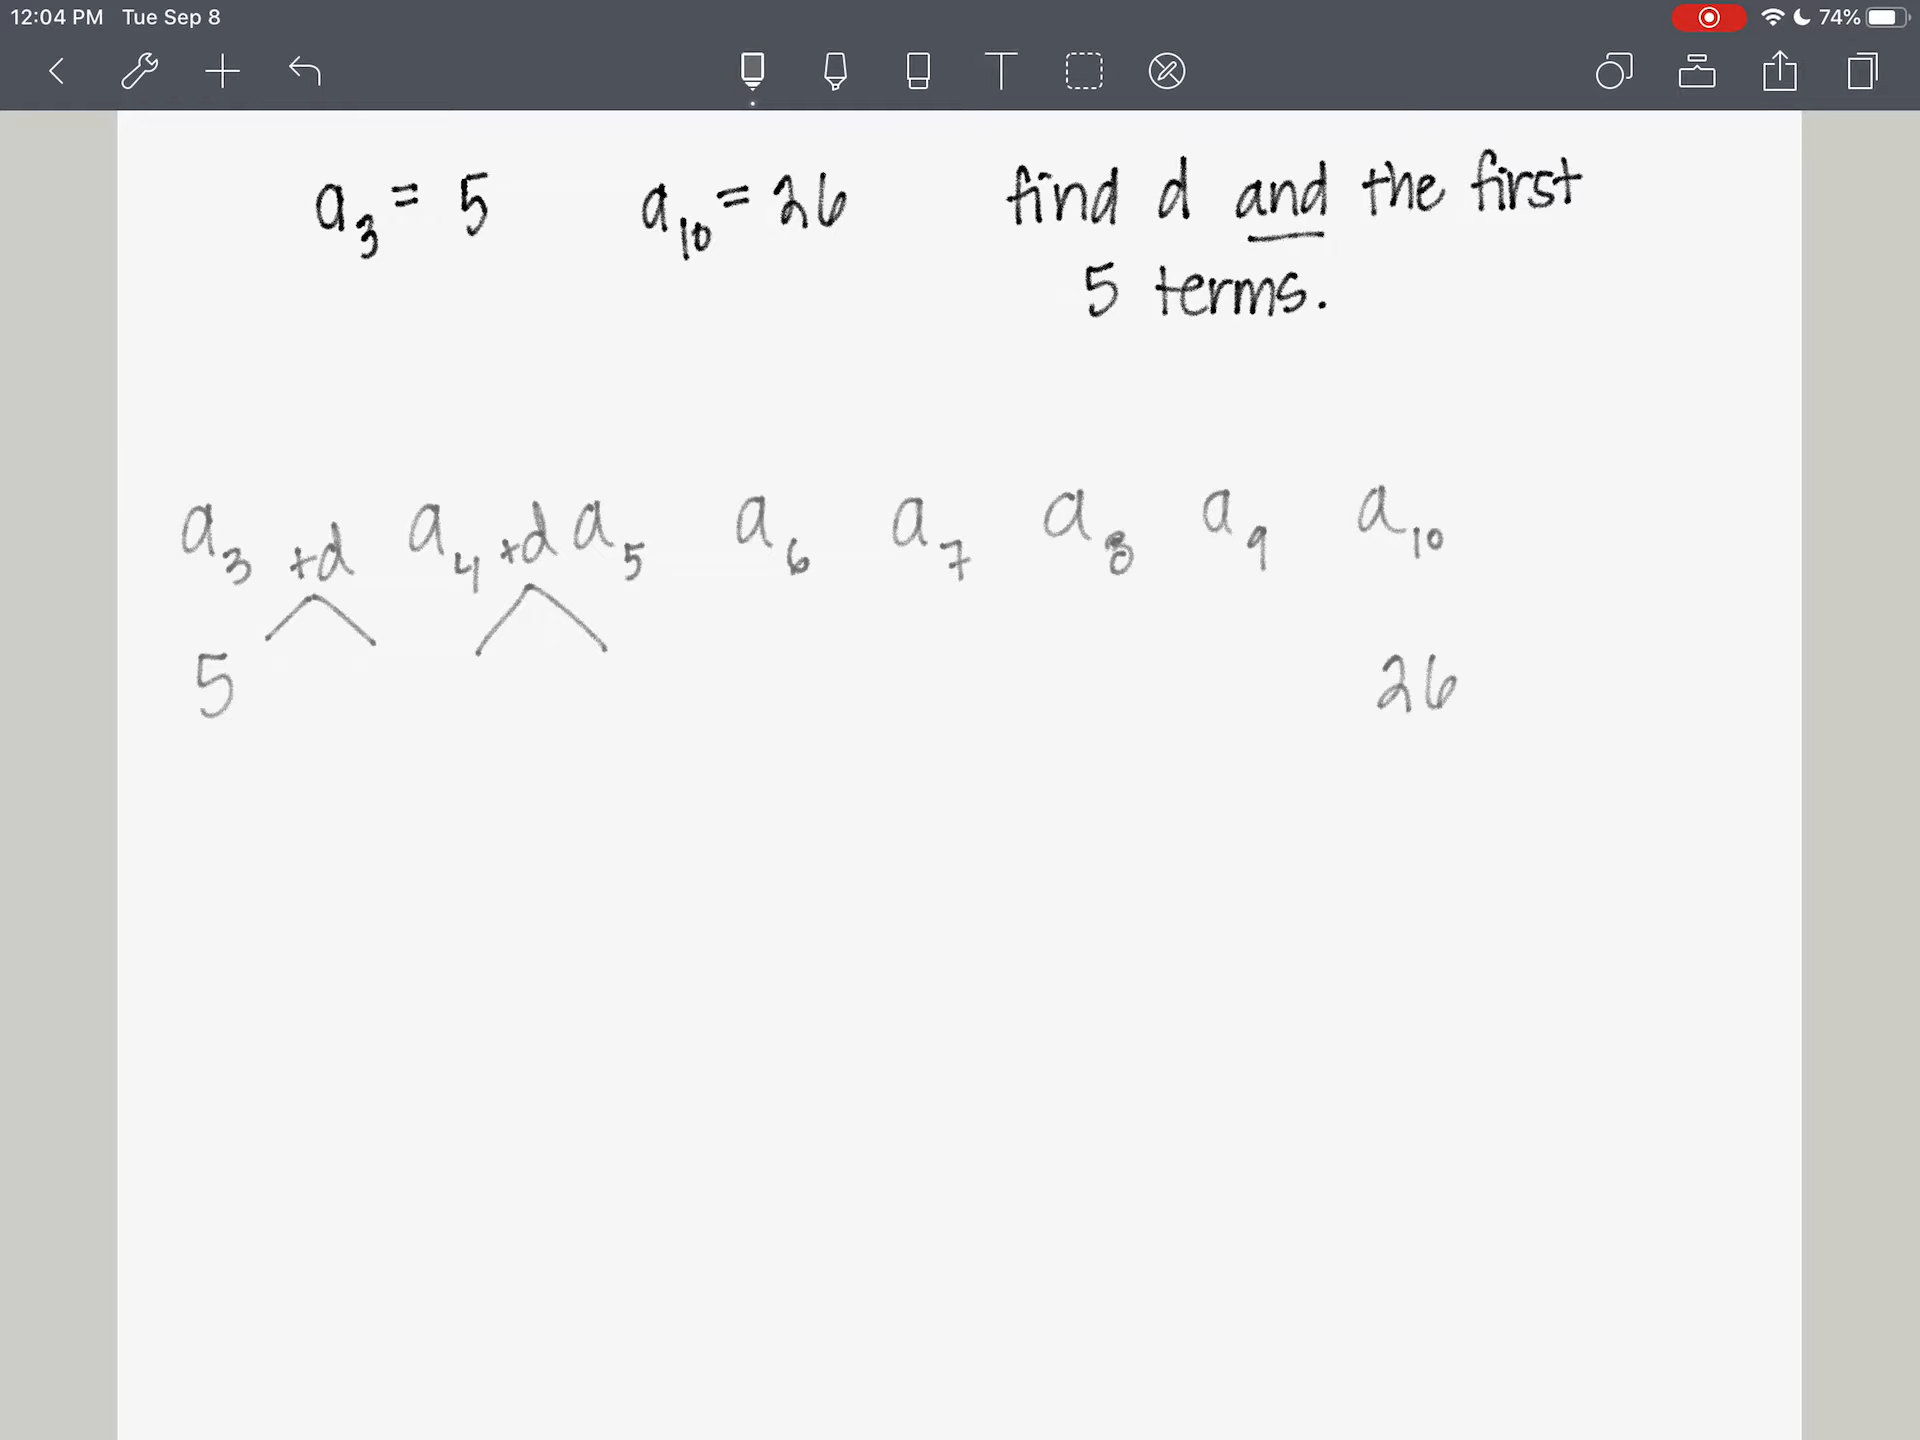 12:04 PM Tue Sep 8 74%
T
a₃ = 5 a₁₀ = 26 find d and the first
5 terms.
a₃ +d a₄ +d a₅ a₆ a₇ a₈ a₉ a₁₀
5 26